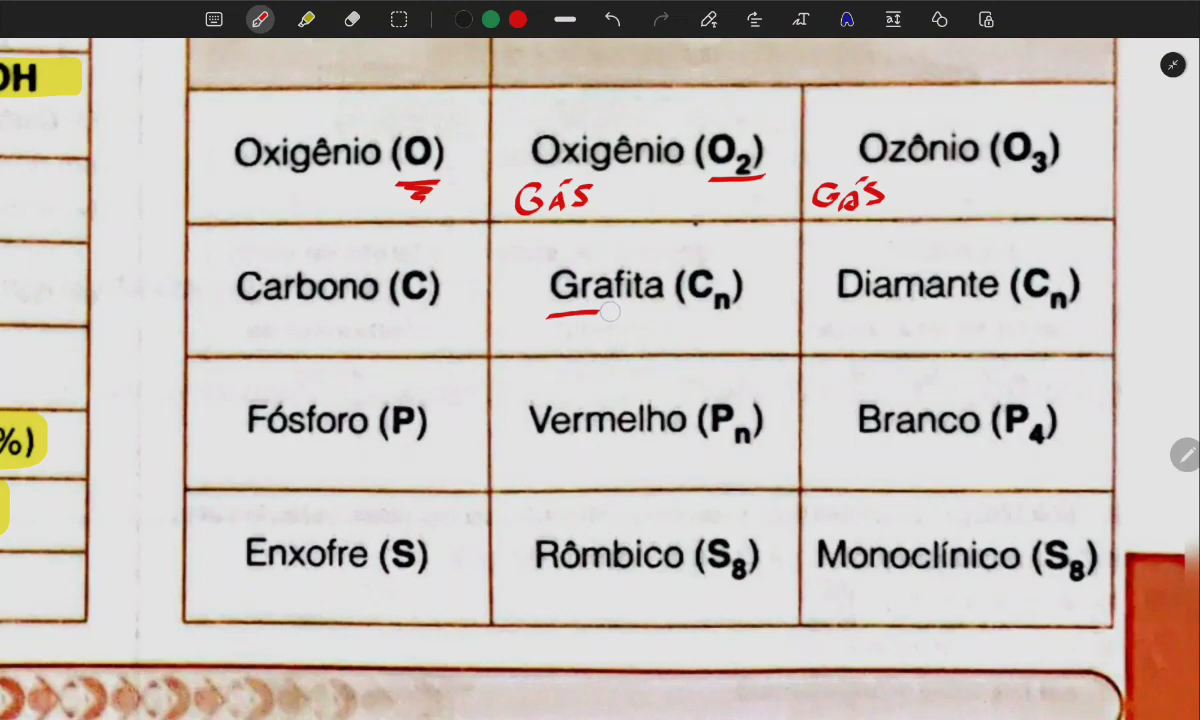 OH
Oxigênio (O) Oxigênio (O₂) Ozônio (O₃)
GÁS GÁS
Carbono (C) Grafita (Cₙ) Diamante (Cₙ)
Fósforo (P) Vermelho (Pₙ) Branco (P₄)
%)
Enxofre (S) Rômbico (S₈) Monoclínico (S₈)